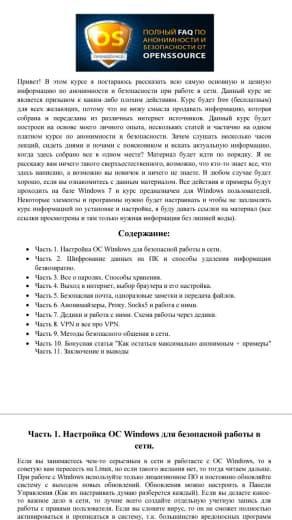 ПОЛНЫЙ FAQ ПО
АНОНИМНОСТИ И
БЕЗОПАСНОСТИ ОТ
OPENSSOURCE
OS
OPENSSOURCE
Привет! В этом курсе я постараюсь рассказать всю самую основную и ценную
информацию по анонимности и безопасности при работе в сети. Данный курс не
является призывом к каким-либо плохим действиям. Курс будет free (бесплатным)
для всех желающих, потому что не вижу смысла продавать информацию, которая
собрана и переделана из различных интернет источников. Данный курс будет
построен на основе моего личного опыта, нескольких статей и частично на одном
платном курсе по анонимности и безопасности. Зачем слушать несколько часов
лекций, сидеть днями и ночами с поисковиком и искать актуальную информацию,
когда здесь собрано все в одном месте? Материал будет идти по порядку. Я не
расскажу вам ничего такого сверхъестественного, возможно, что кто-то знает все, что
здесь написано, а возможно вы новичок и ничего не знаете. В любом случае будет
хорошо, если вы ознакомитесь с данным материалом. Все действия и примеры будут
проходить на базе Windows 7 и курс предназначен для Windows пользователей.
Некоторые элементы и программы нужно будет настраивать и чтобы не захламлять
курс информацией по установке и настройке, я буду давать ссылки на материал (все
ссылки просмотрены и там только нужная информация без лишней воды).
Содержание:
• Часть 1. Настройка ОС Windows для безопасной работы в сети.
• Часть 2. Шифрование данных на ПК и способы удаления информации
безвозвратно.
• Часть 3. Все о паролях. Способы хранения.
• Часть 4. Выход в интернет, выбор браузера и его настройка.
• Часть 5. Безопасная почта, одноразовые заметки и передача файлов.
• Часть 6. Анонимайзеры, Proxy, Socks5 и работа с ними.
• Часть 7. Дедики и работа с ними. Схема работы через дедики.
• Часть 8. VPN и все про VPN.
• Часть 9. Методы безопасного общения в сети.
• Часть 10. Бонусная статья "Как остаться максимально анонимным + примеры"
Часть 11. Заключение и выводы
Часть 1. Настройка ОС Windows для безопасной работы в
сети.
Если вы занимаетесь чем-то серьезным в сети и работаете с ОС Windows, то я
советую вам пересесть на Linux, но если такого желания нет, то тогда читаем дальше.
При работе с Windows используйте только лицензионное ПО и постоянно обновляйте
систему с выходом новых обновлений. Обновления можно настроить в Панели
Управления (Как их настраивать думаю разберется каждый). Если вы делаете какое-
то важное дело в сети, то лучше всего создайте отдельную учетную запись для
работы с правами пользователя. Если вы словите вирус, то он не сможет полностью
активироваться и прописаться в систему, т.к. большинство вредоносных программ